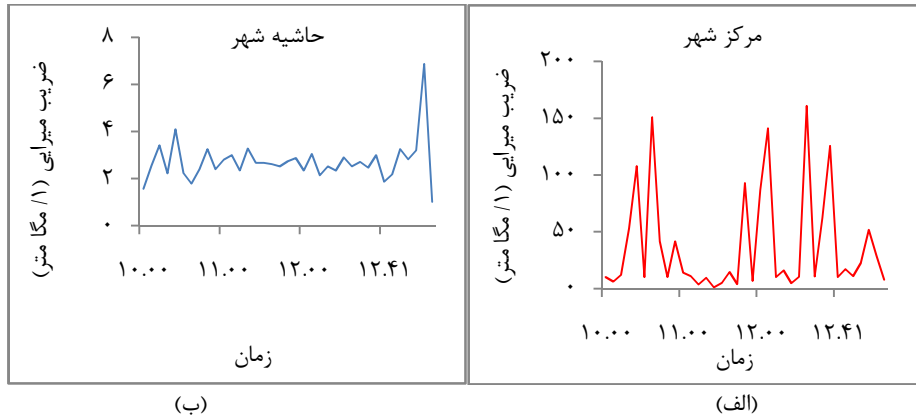 مرکز شهر
ضریب میرایی (۱/ مگا متر)
۲۰۰
۱۵۰
۱۰۰
۵۰
۰
۱۰.۰۰ ۱۱.۰۰ ۱۲.۰۰ ۱۲.۴۱
زمان
(الف)
حاشیه شهر
ضریب میرایی (۱/ مگا متر)
۸
۶
۴
۲
۰
۱۰.۰۰ ۱۱.۰۰ ۱۲.۰۰ ۱۲.۴۱
زمان
(ب)